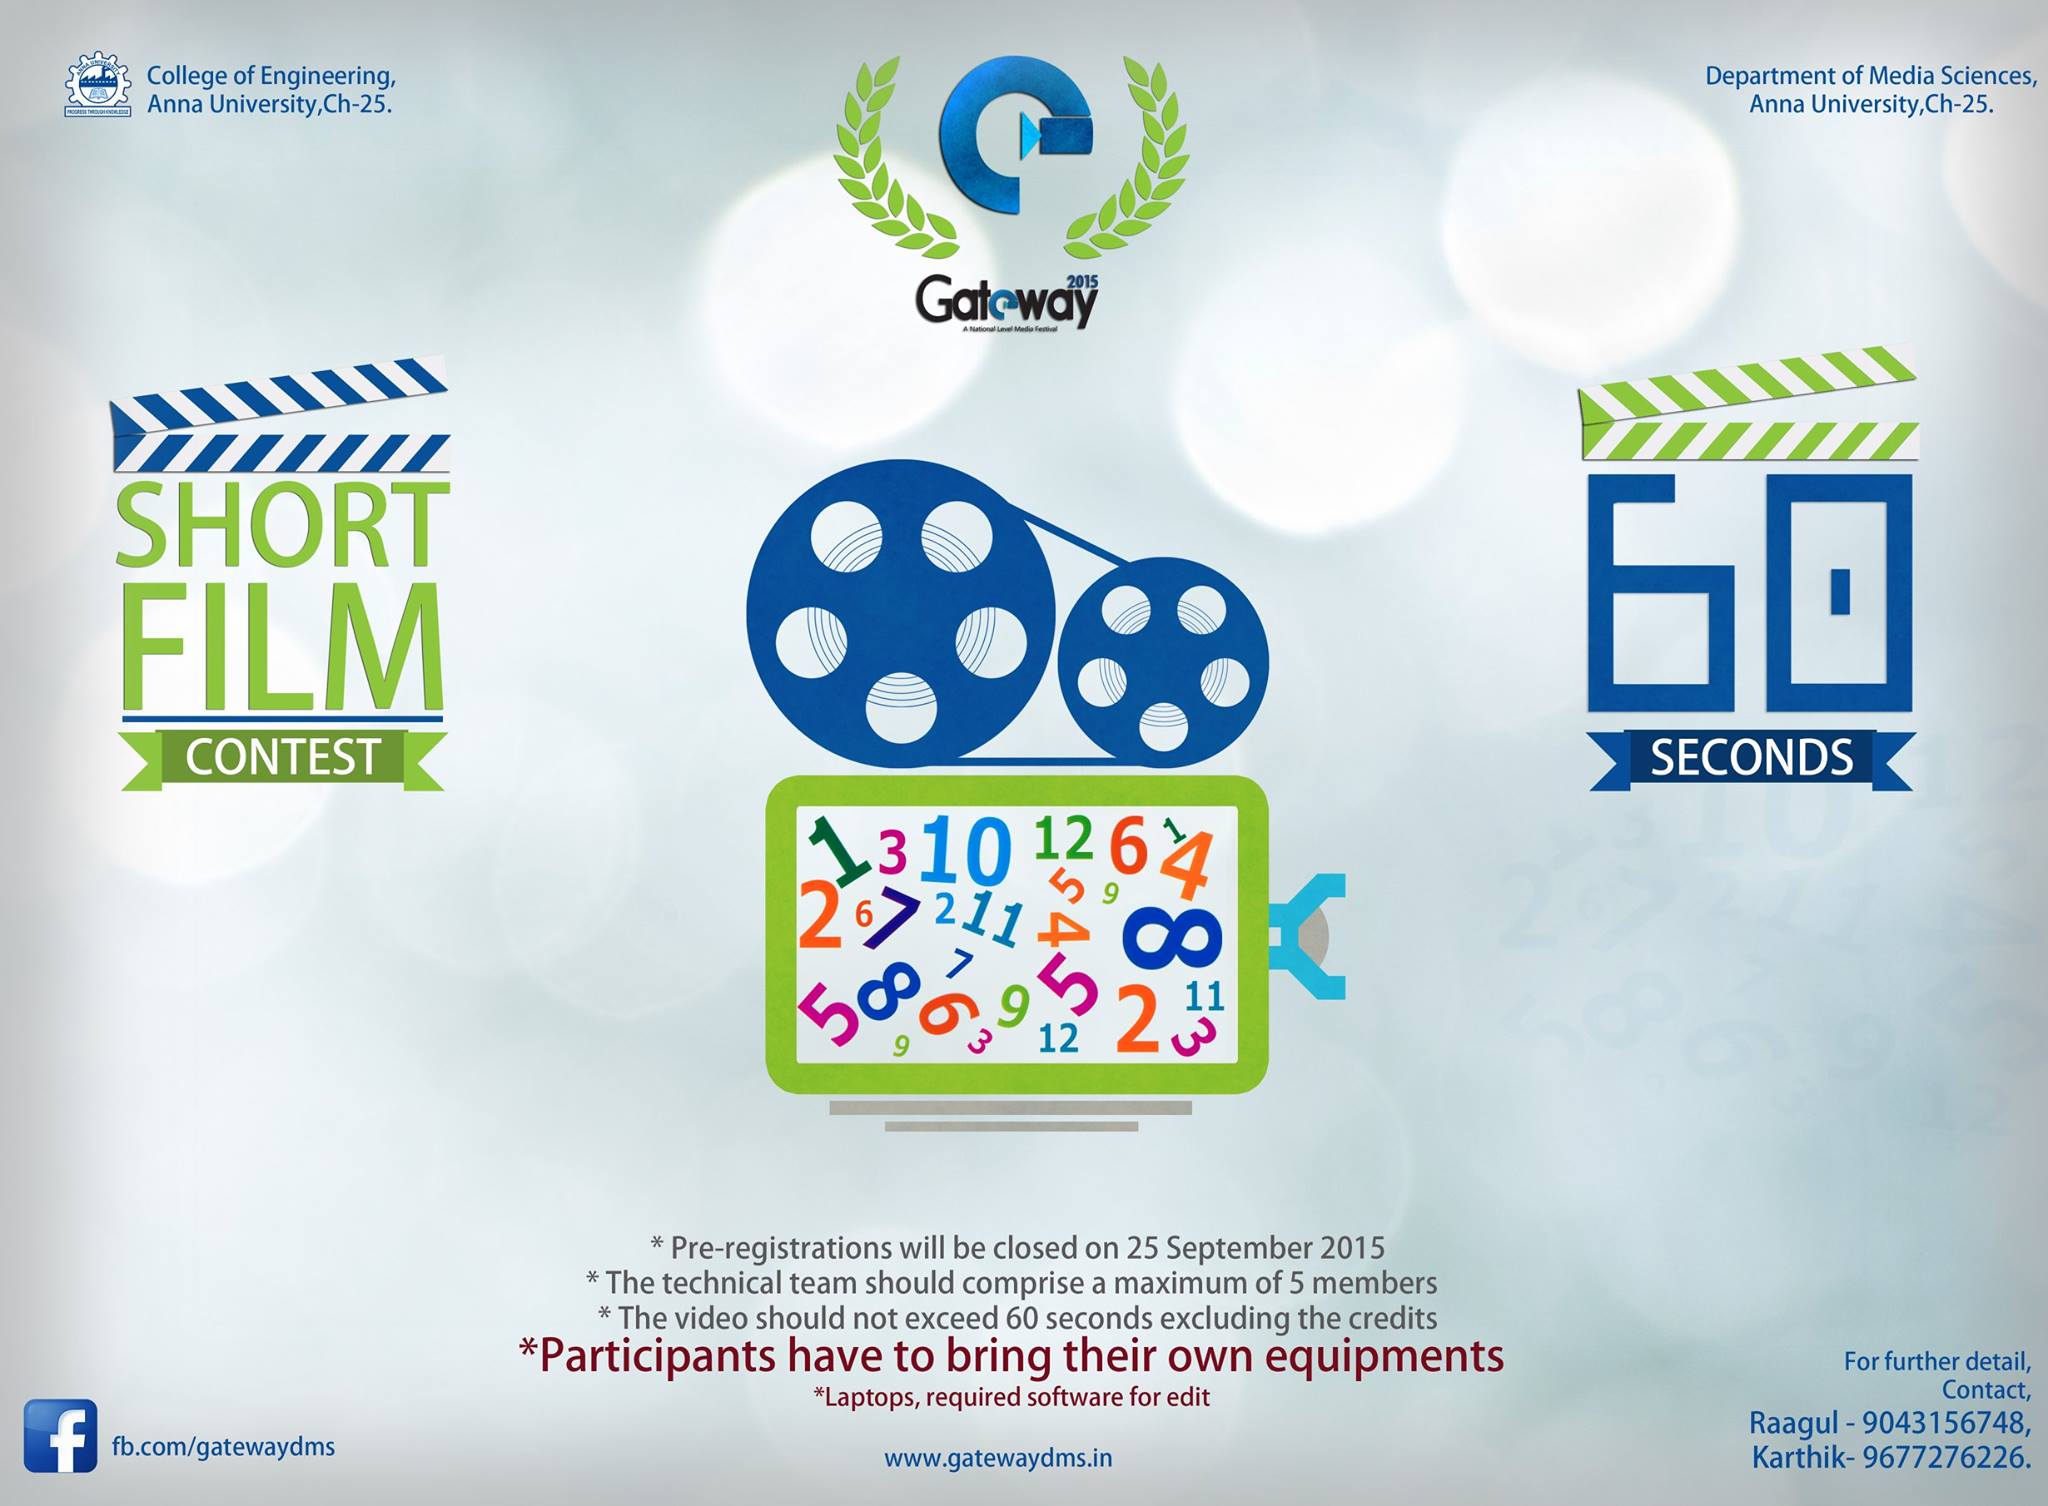 College of Engineering,
Anna University,Ch-25.
ANNA UNIVERSITY
PROGRESS THROUGH KNOWLEDGE
Department of Media Sciences,
Anna University,Ch-25.
Gateway 2015
A National Level Media Festival
SHORT
FILM
CONTEST
60
SECONDS
1 3 10 12 6 1 4
2 6 7 2 11 5 9 4 8
5 8 7 6 9 5 2 11
9 3 12 3
* Pre-registrations will be closed on 25 September 2015
* The technical team should comprise a maximum of 5 members
* The video should not exceed 60 seconds excluding the credits
*Participants have to bring their own equipments
*Laptops, required software for edit
fb.com/gatewaydms
www.gatewaydms.in
For further detail,
Contact,
Raagul - 9043156748,
Karthik- 9677276226.